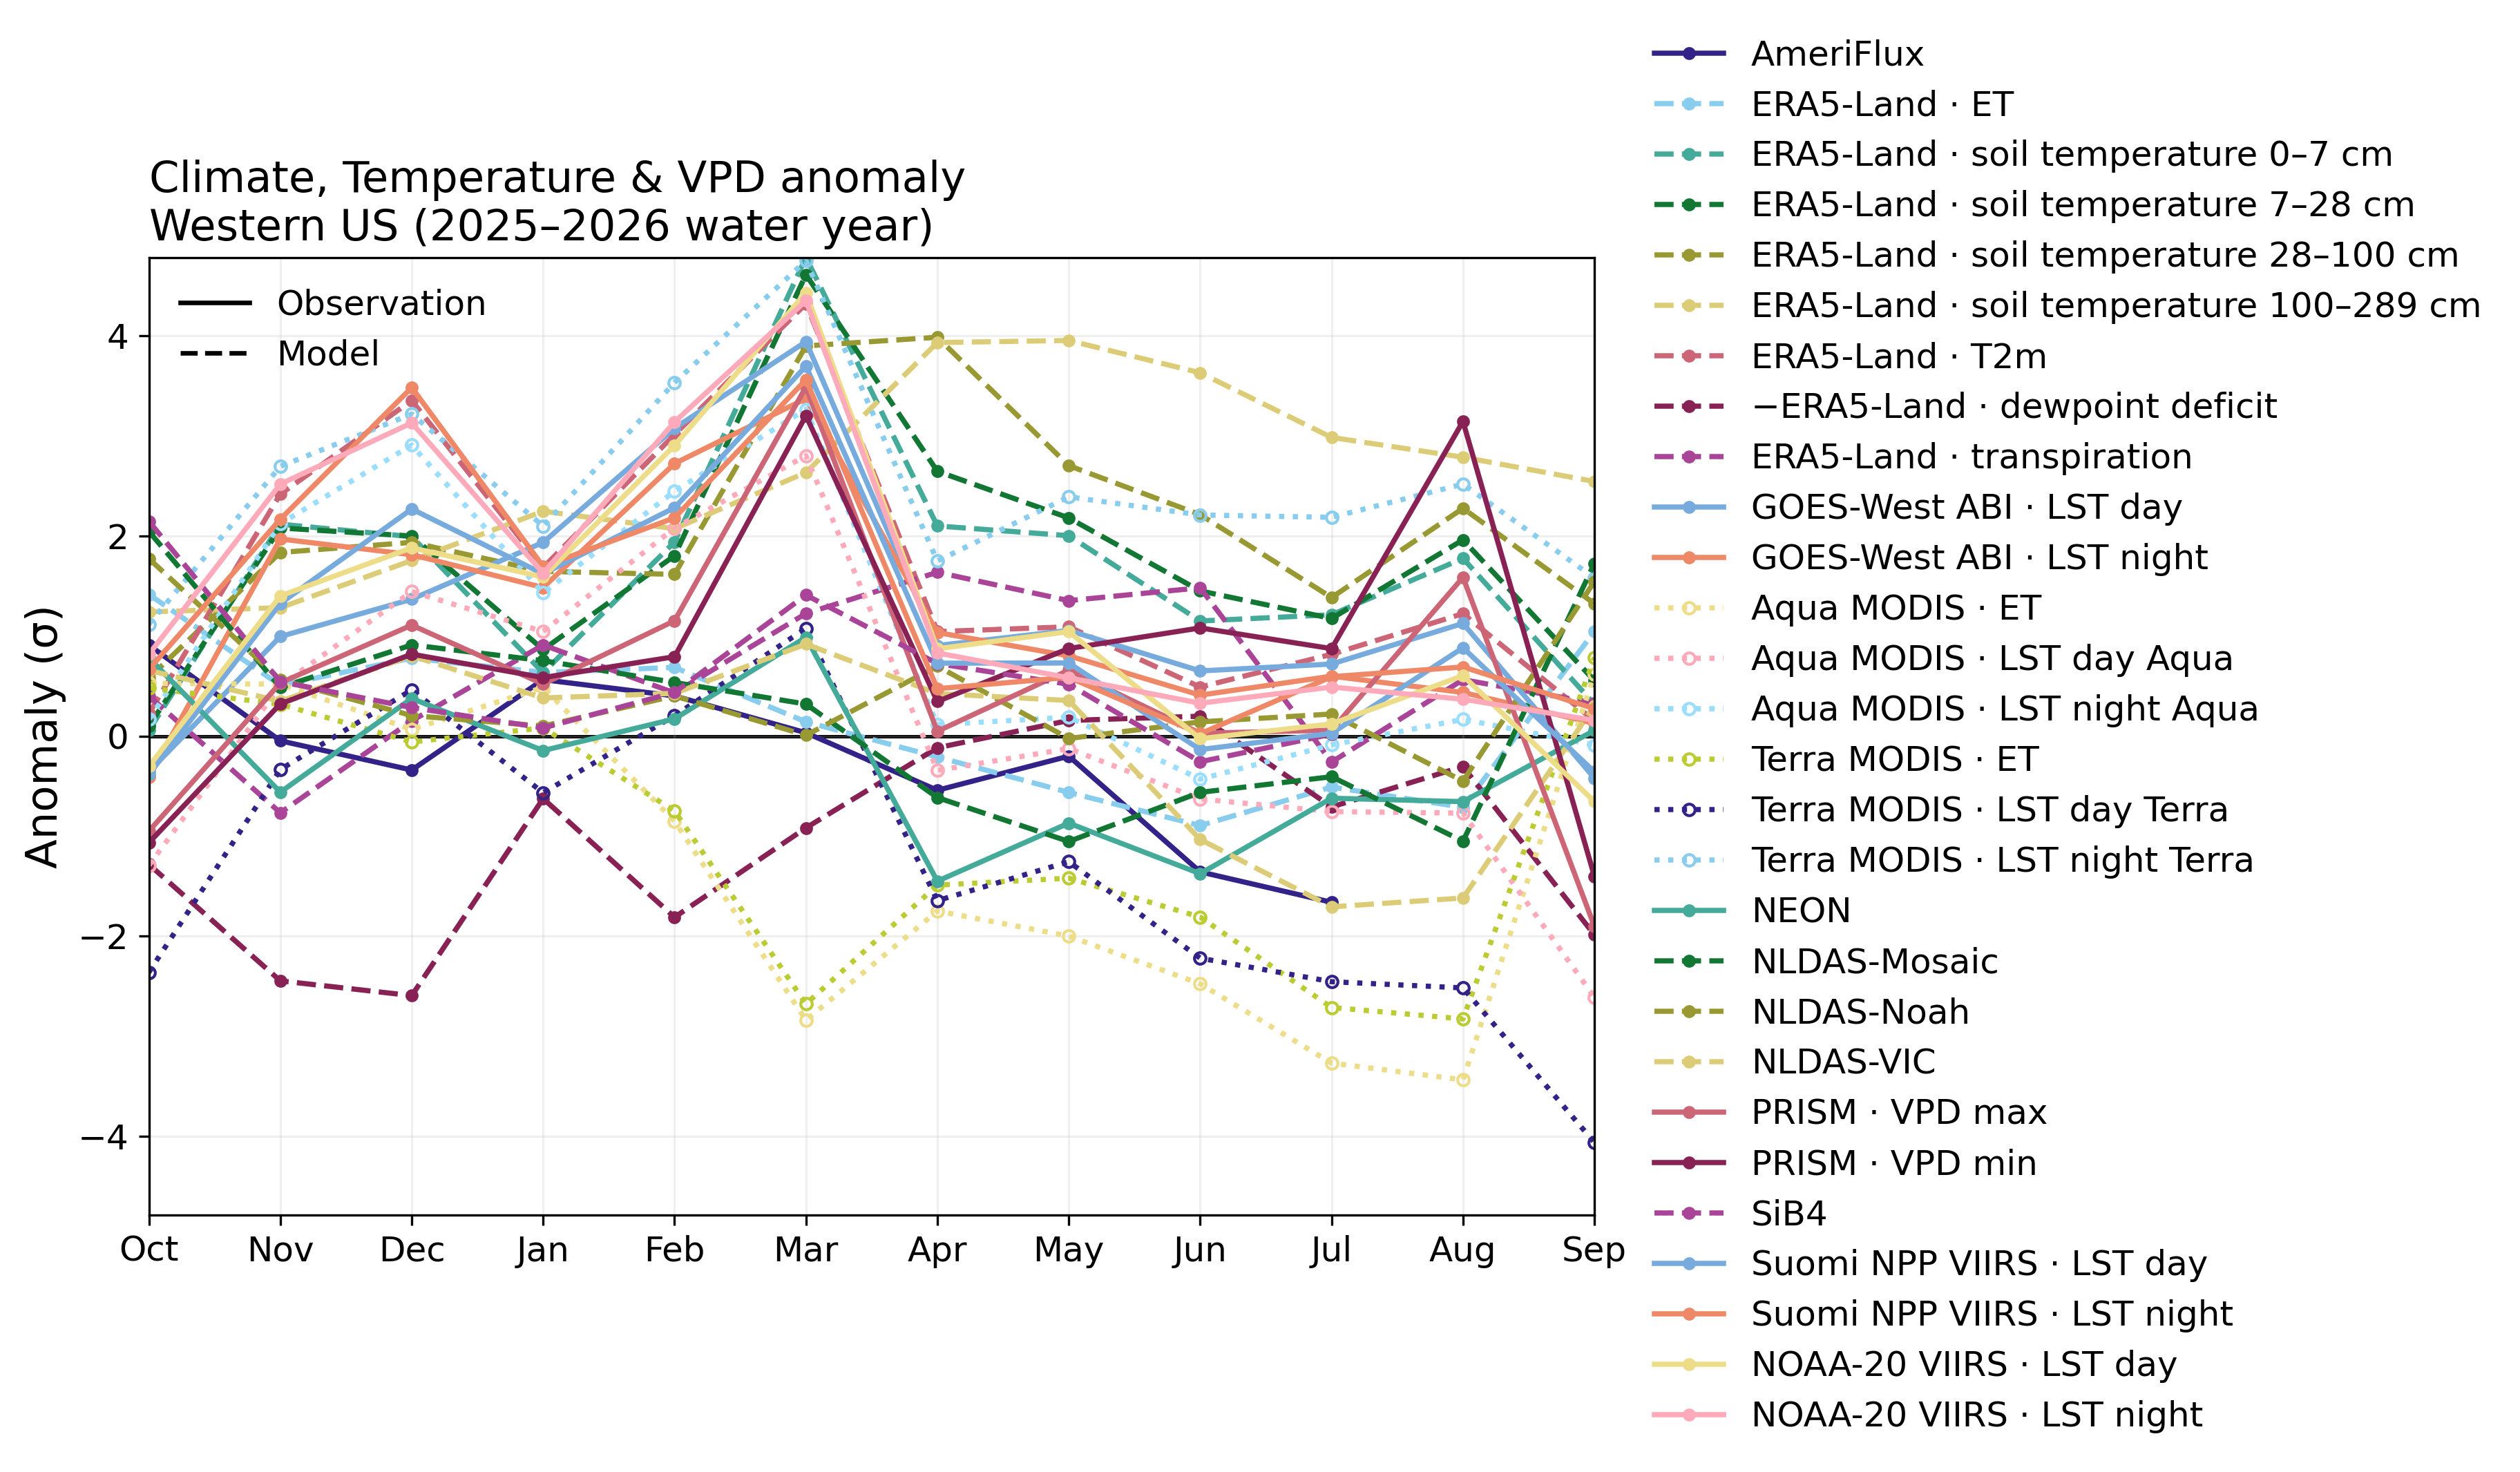 Climate, Temperature & VPD anomaly
Western US (2025–2026 water year)
Observation
Model
Anomaly (σ)
4
2
0
−2
−4
Oct Nov Dec Jan Feb Mar Apr May Jun Jul Aug Sep
AmeriFlux
ERA5-Land · ET
ERA5-Land · soil temperature 0–7 cm
ERA5-Land · soil temperature 7–28 cm
ERA5-Land · soil temperature 28–100 cm
ERA5-Land · soil temperature 100–289 cm
ERA5-Land · T2m
−ERA5-Land · dewpoint deficit
ERA5-Land · transpiration
GOES-West ABI · LST day
GOES-West ABI · LST night
Aqua MODIS · ET
Aqua MODIS · LST day Aqua
Aqua MODIS · LST night Aqua
Terra MODIS · ET
Terra MODIS · LST day Terra
Terra MODIS · LST night Terra
NEON
NLDAS-Mosaic
NLDAS-Noah
NLDAS-VIC
PRISM · VPD max
PRISM · VPD min
SiB4
Suomi NPP VIIRS · LST day
Suomi NPP VIIRS · LST night
NOAA-20 VIIRS · LST day
NOAA-20 VIIRS · LST night